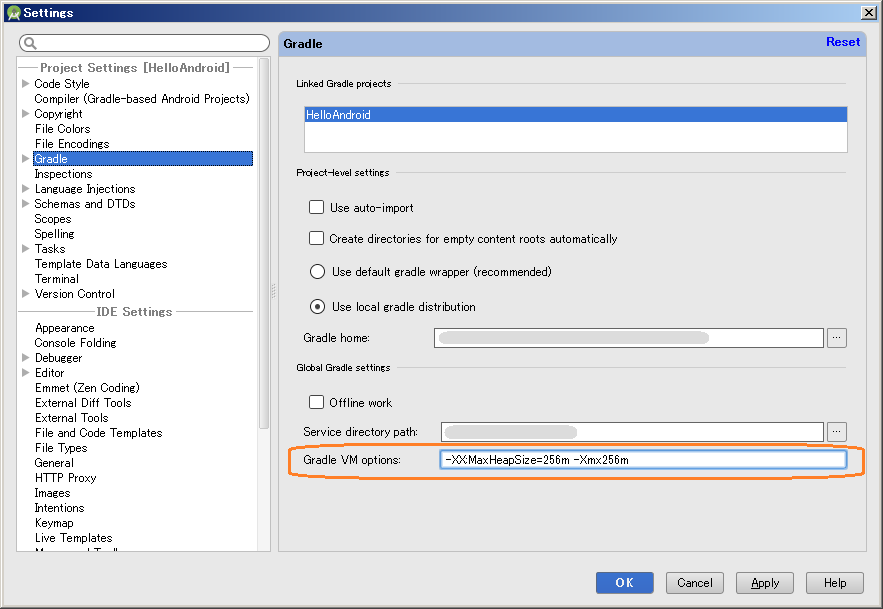 Settings
Project Settings [HelloAndroid]
Code Style
Compiler (Gradle-based Android Projects)
Copyright
File Colors
File Encodings
Gradle
Inspections
Language Injections
Schemas and DTDs
Scopes
Spelling
Tasks
Template Data Languages
Terminal
Version Control
IDE Settings
Appearance
Console Folding
Debugger
Editor
Emmet (Zen Coding)
External Diff Tools
External Tools
File and Code Templates
File Types
General
HTTP Proxy
Images
Intentions
Keymap
Live Templates
Gradle
Reset
Linked Gradle projects
HelloAndroid
Project-level settings
Use auto-import
Create directories for empty content roots automatically
Use default gradle wrapper (recommended)
Use local gradle distribution
Gradle home:
...
Global Gradle settings
Offline work
Service directory path:
...
Gradle VM options: -XX:MaxHeapSize=256m -Xmx256m
OK Cancel Apply Help